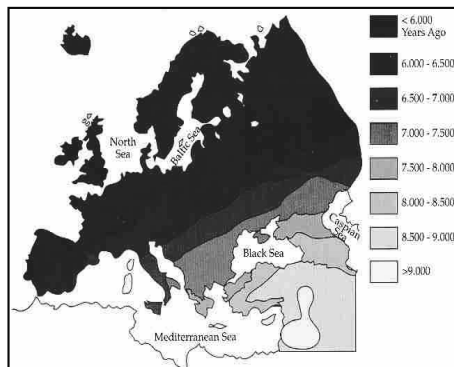 North
Sea
Baltic Sea
Black Sea
Caspian
Sea
Mediterranean Sea
< 6.000
Years Ago
6.000 - 6.500
6.500 - 7.000
7.000 - 7.500
7.500 - 8.000
8.000 - 8.500
8.500 - 9.000
>9.000